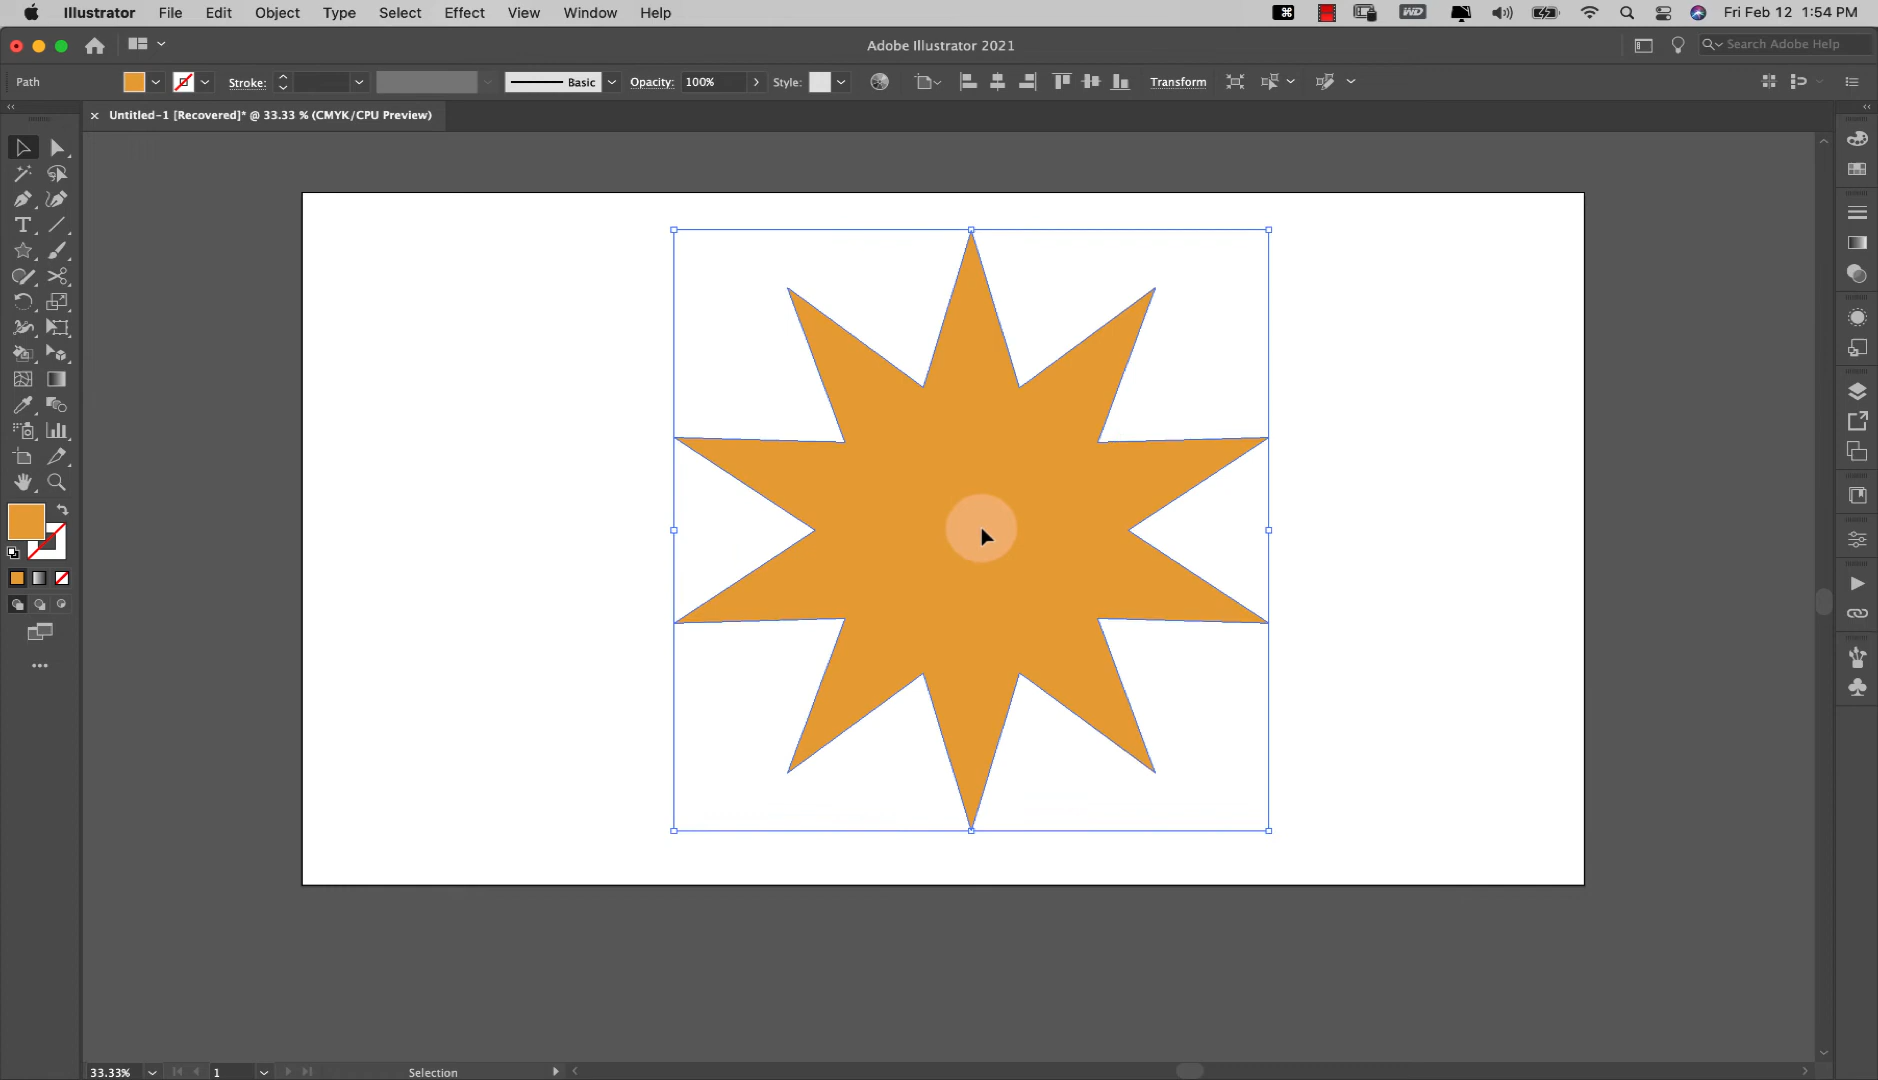 Illustrator File Edit Object Type Select Effect View Window Help WD Fri Feb 12 1:54 PM
Adobe Illustrator 2021 Search Adobe Help
Path Stroke: Basic Opacity: 100% Style: Transform
× Untitled-1 [Recovered]* @ 33.33 % (CMYK/CPU Preview)
33.33% 1 Selection